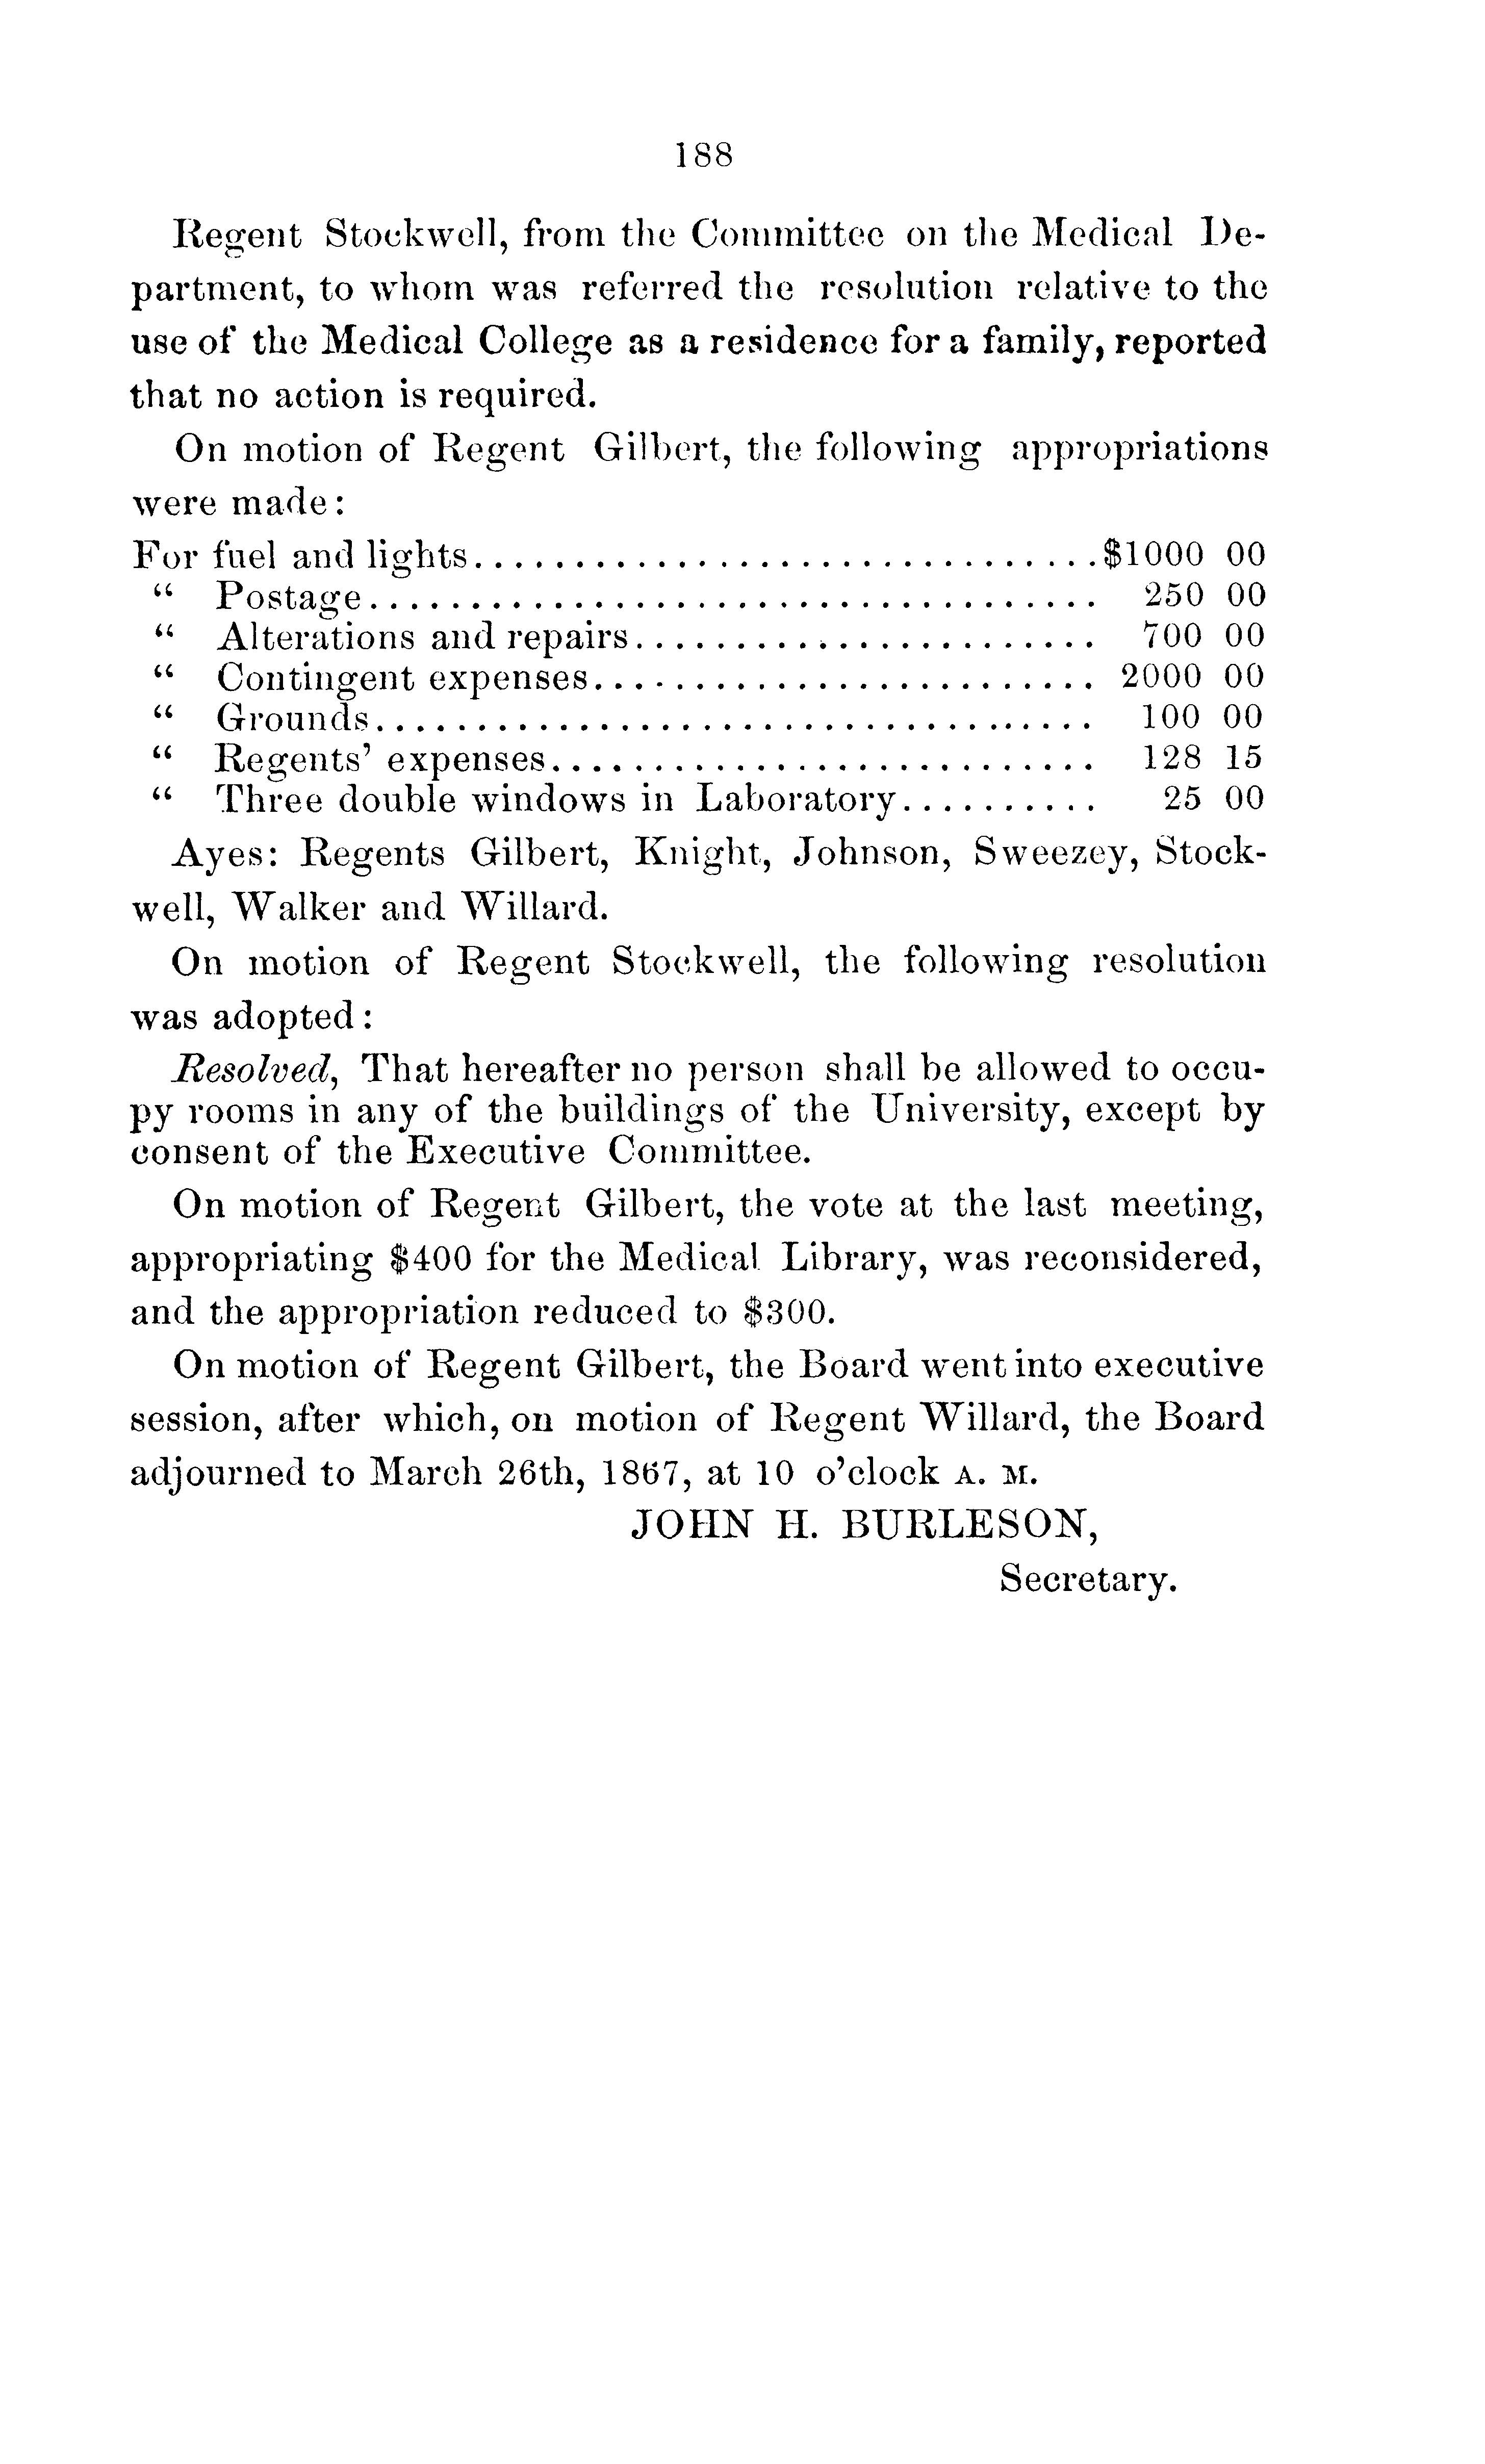 188
Regent Stockwell, from the Committee on the Medical De-
partment, to whom was referred the resolution relative to the
use of the Medical College as a residence for a family, reported
that no action is required.
On motion of Regent Gilbert, the following appropriations
were made:
For fuel and lights................................$1000 00
“ Postage.................................... 250 00
“ Alterations and repairs....................... 700 00
“ Contingent expenses......................... 2000 00
“ Grounds................................... 100 00
“ Regents’ expenses........................... 128 15
“ Three double windows in Laboratory.......... 25 00
Ayes: Regents Gilbert, Knight, Johnson, Sweezey, Stock-
well, Walker and Willard.
On motion of Regent Stockwell, the following resolution
was adopted:
Resolved, That hereafter no person shall be allowed to occu-
py rooms in any of the buildings of the University, except by
consent of the Executive Committee.
On motion of Regent Gilbert, the vote at the last meeting,
appropriating $400 for the Medical Library, was reconsidered,
and the appropriation reduced to $300.
On motion of Regent Gilbert, the Board went into executive
session, after which, on motion of Regent Willard, the Board
adjourned to March 26th, 1867, at 10 o’clock A. M.
JOHN H. BURLESON,
Secretary.